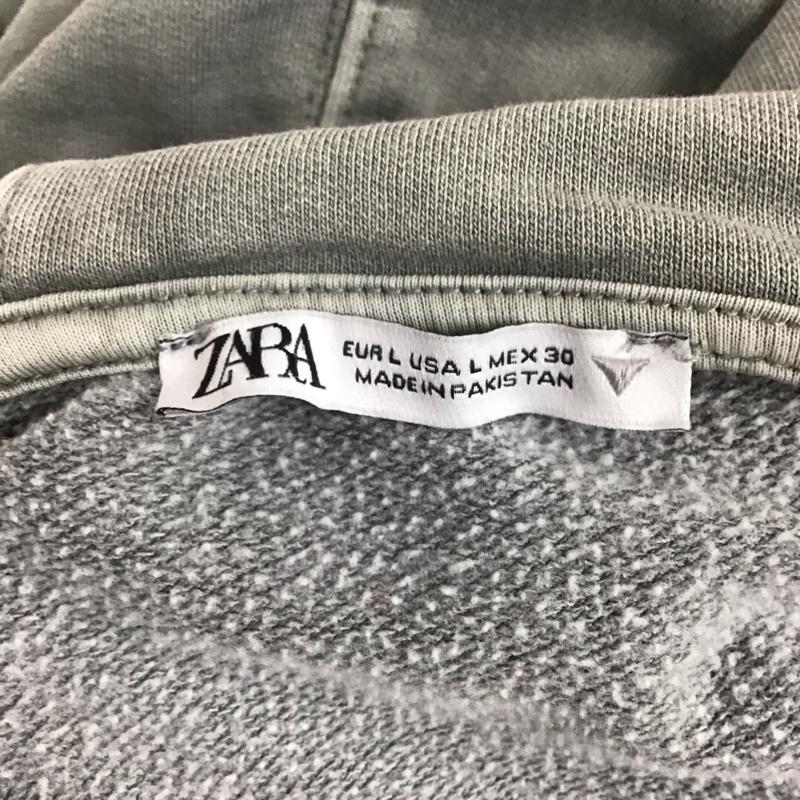 ZARA
EUR L USA L MEX 30
MADE IN PAKISTAN